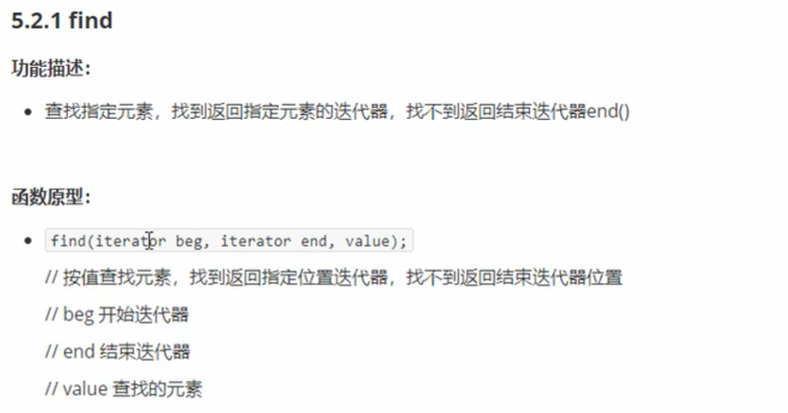 5.2.1 find
功能描述：
查找指定元素，找到返回指定元素的迭代器，找不到返回结束迭代器end()
函数原型：
find(iterator beg, iterator end, value);
// 按值查找元素，找到返回指定位置迭代器，找不到返回结束迭代器位置
// beg 开始迭代器
// end 结束迭代器
// value 查找的元素